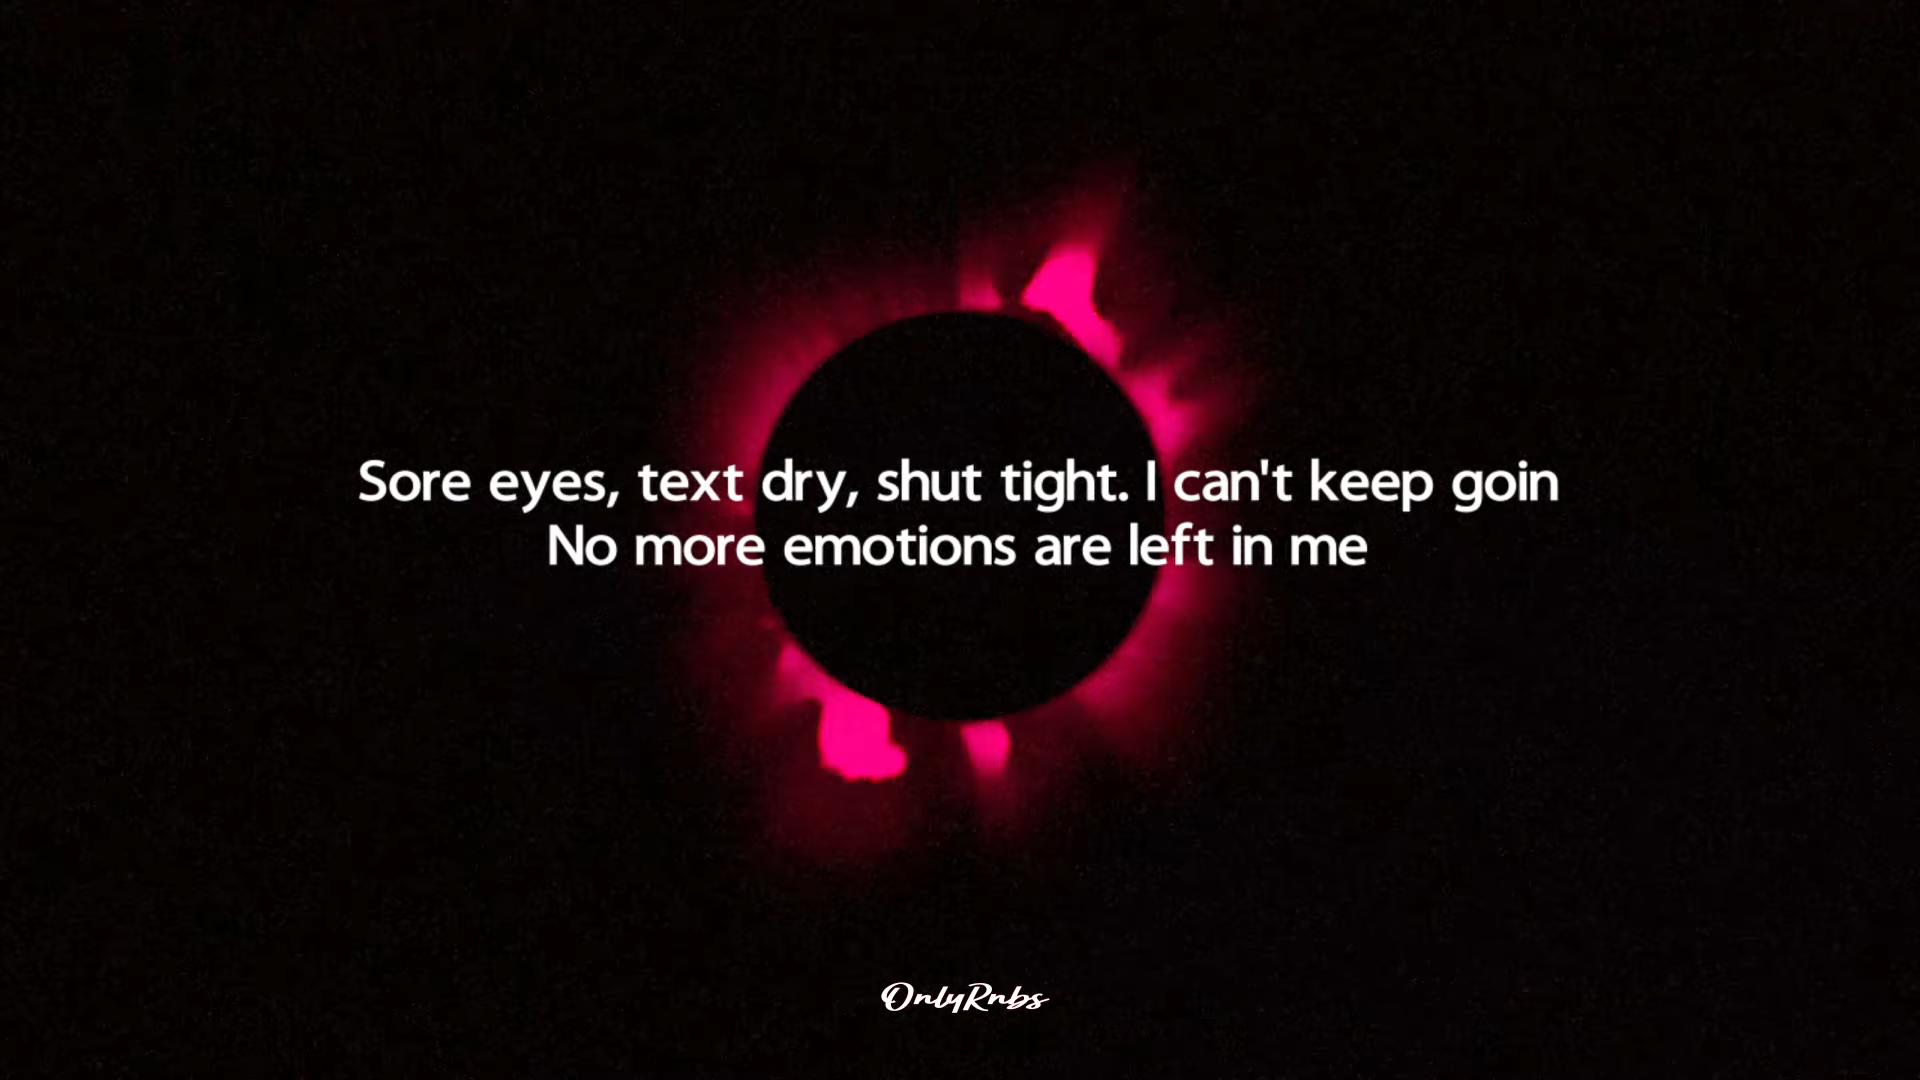 Sore eyes, text dry, shut tight. I can't keep goin
No more emotions are left in me
OnlyRnbs